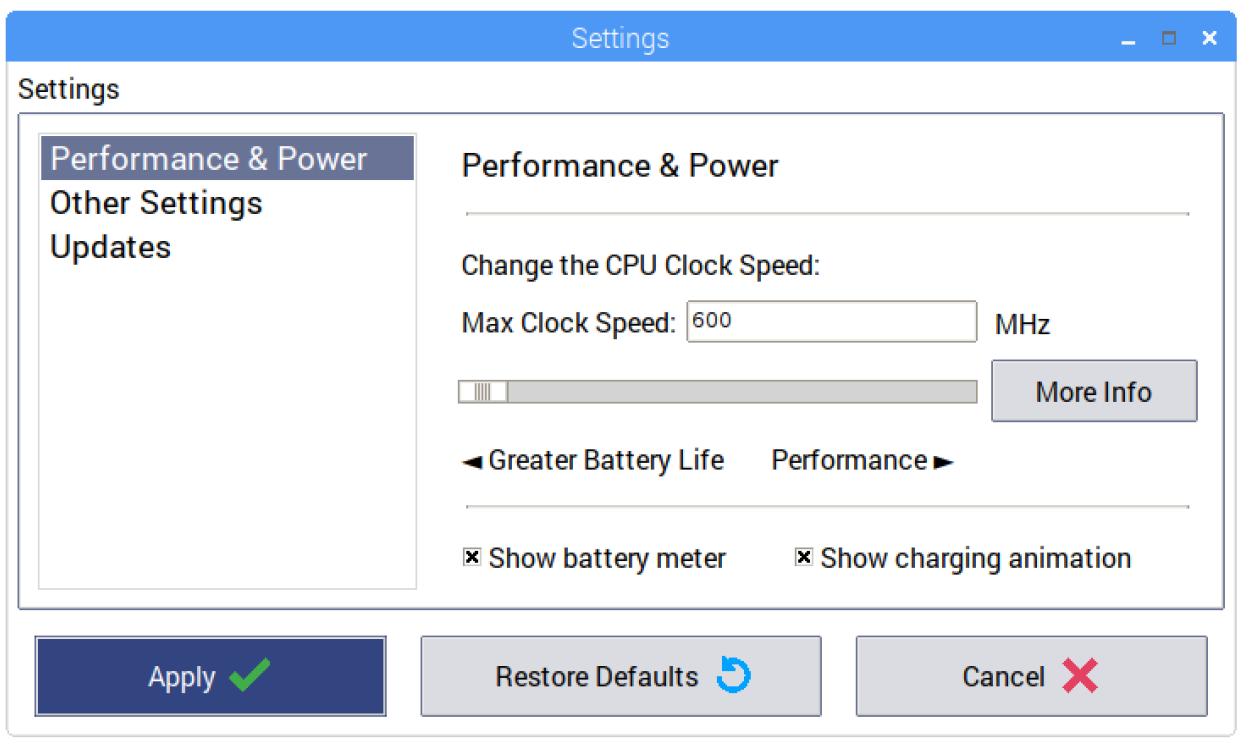 Settings
Settings
Performance & Power
Other Settings
Updates
Performance & Power
Change the CPU Clock Speed:
Max Clock Speed: 600 MHz
More Info
◄ Greater Battery Life Performance ►
Show battery meter Show charging animation
Apply Restore Defaults Cancel